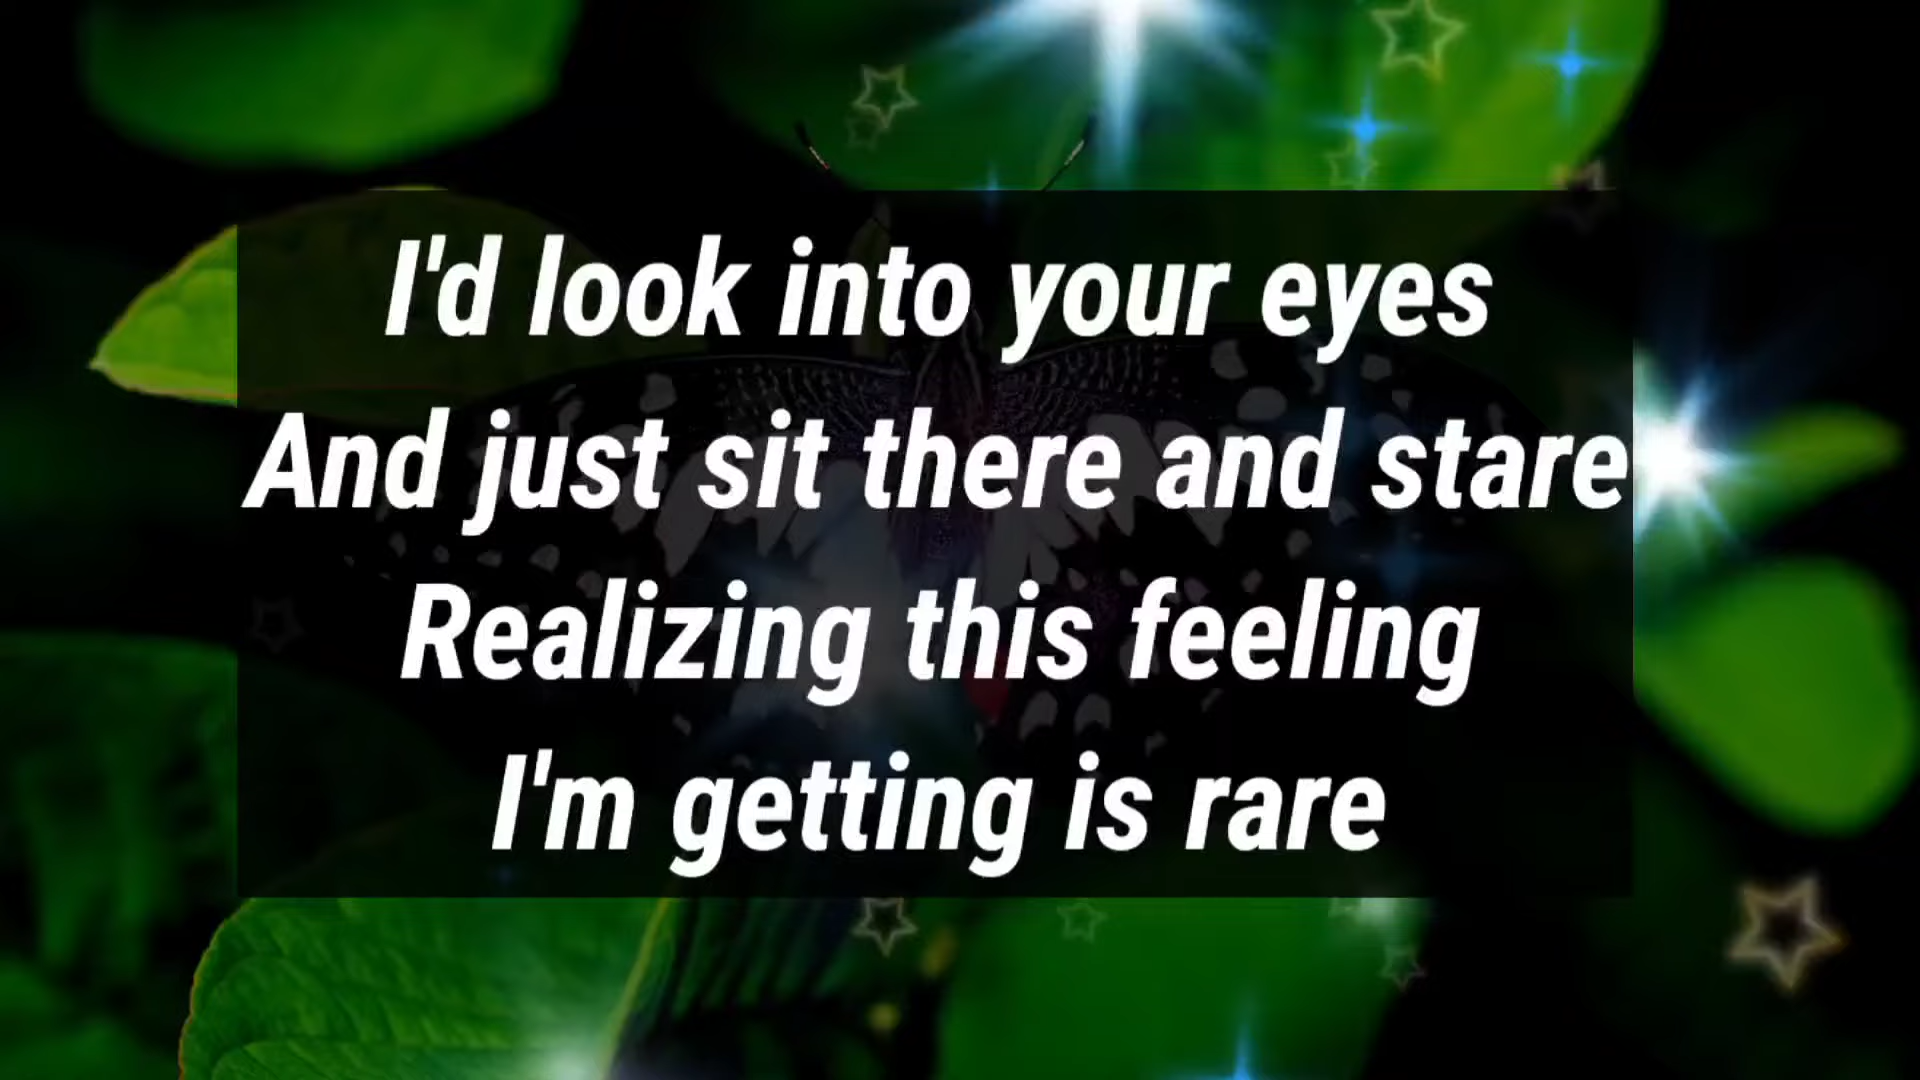 I'd look into your eyes
And just sit there and stare
Realizing this feeling
I'm getting is rare